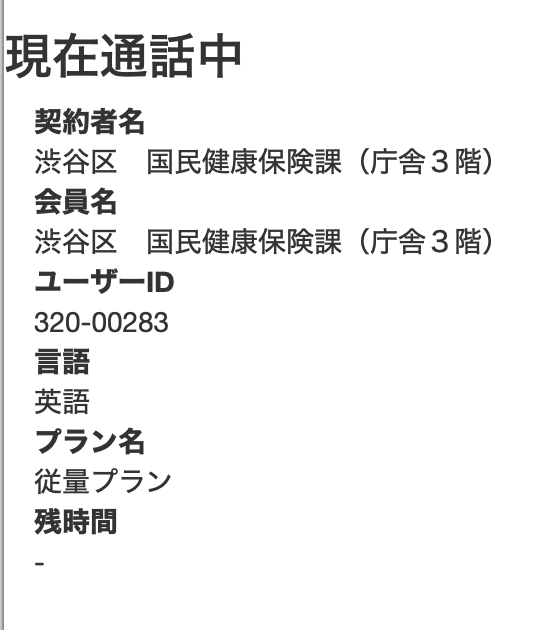 現在通話中
契約者名
渋谷区　国民健康保険課（庁舎３階）
会員名
渋谷区　国民健康保険課（庁舎３階）
ユーザーID
320-00283
言語
英語
プラン名
従量プラン
残時間
-